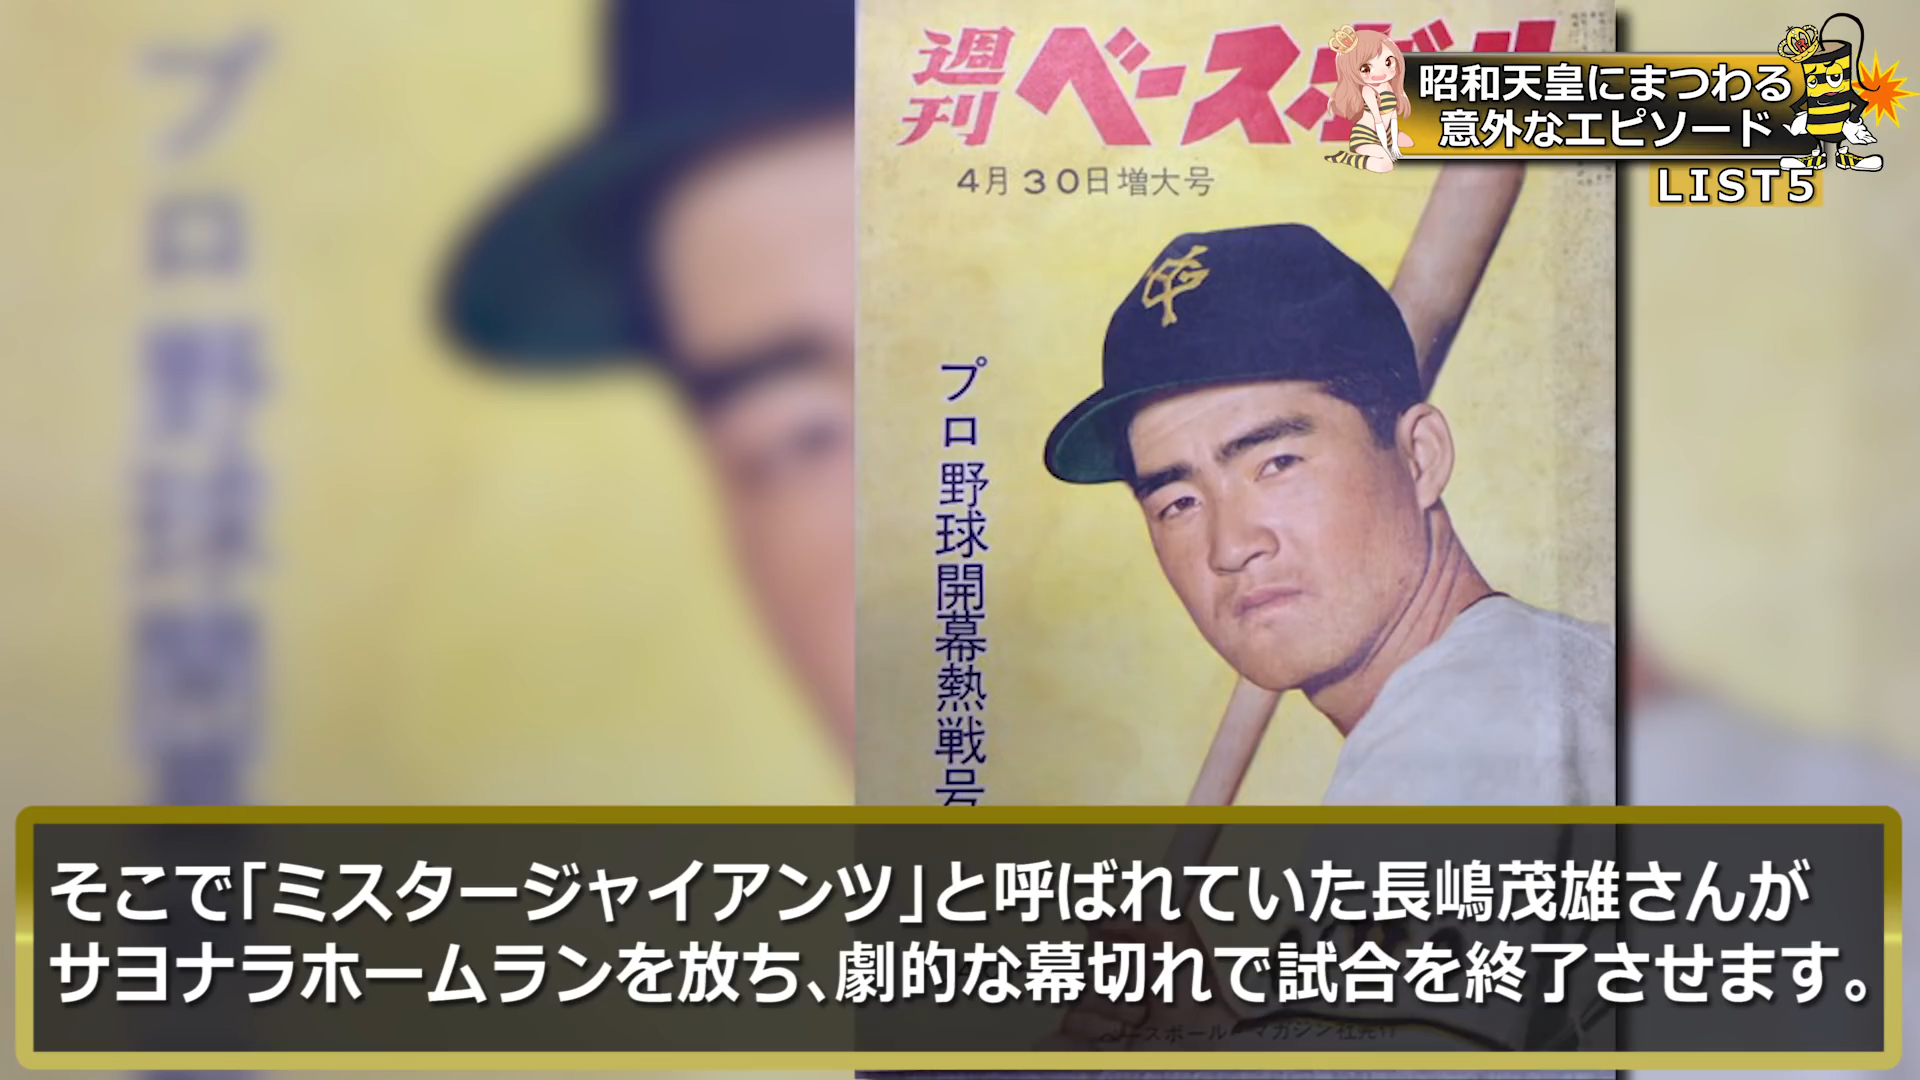 昭和天皇にまつわる
意外なエピソード
LIST5
週刊
ベースボール
4月30日増大号
プロ野球開幕熱戦号
そこで「ミスタージャイアンツ」と呼ばれていた長嶋茂雄さんが
サヨナラホームランを放ち、劇的な幕切れで試合を終了させます。